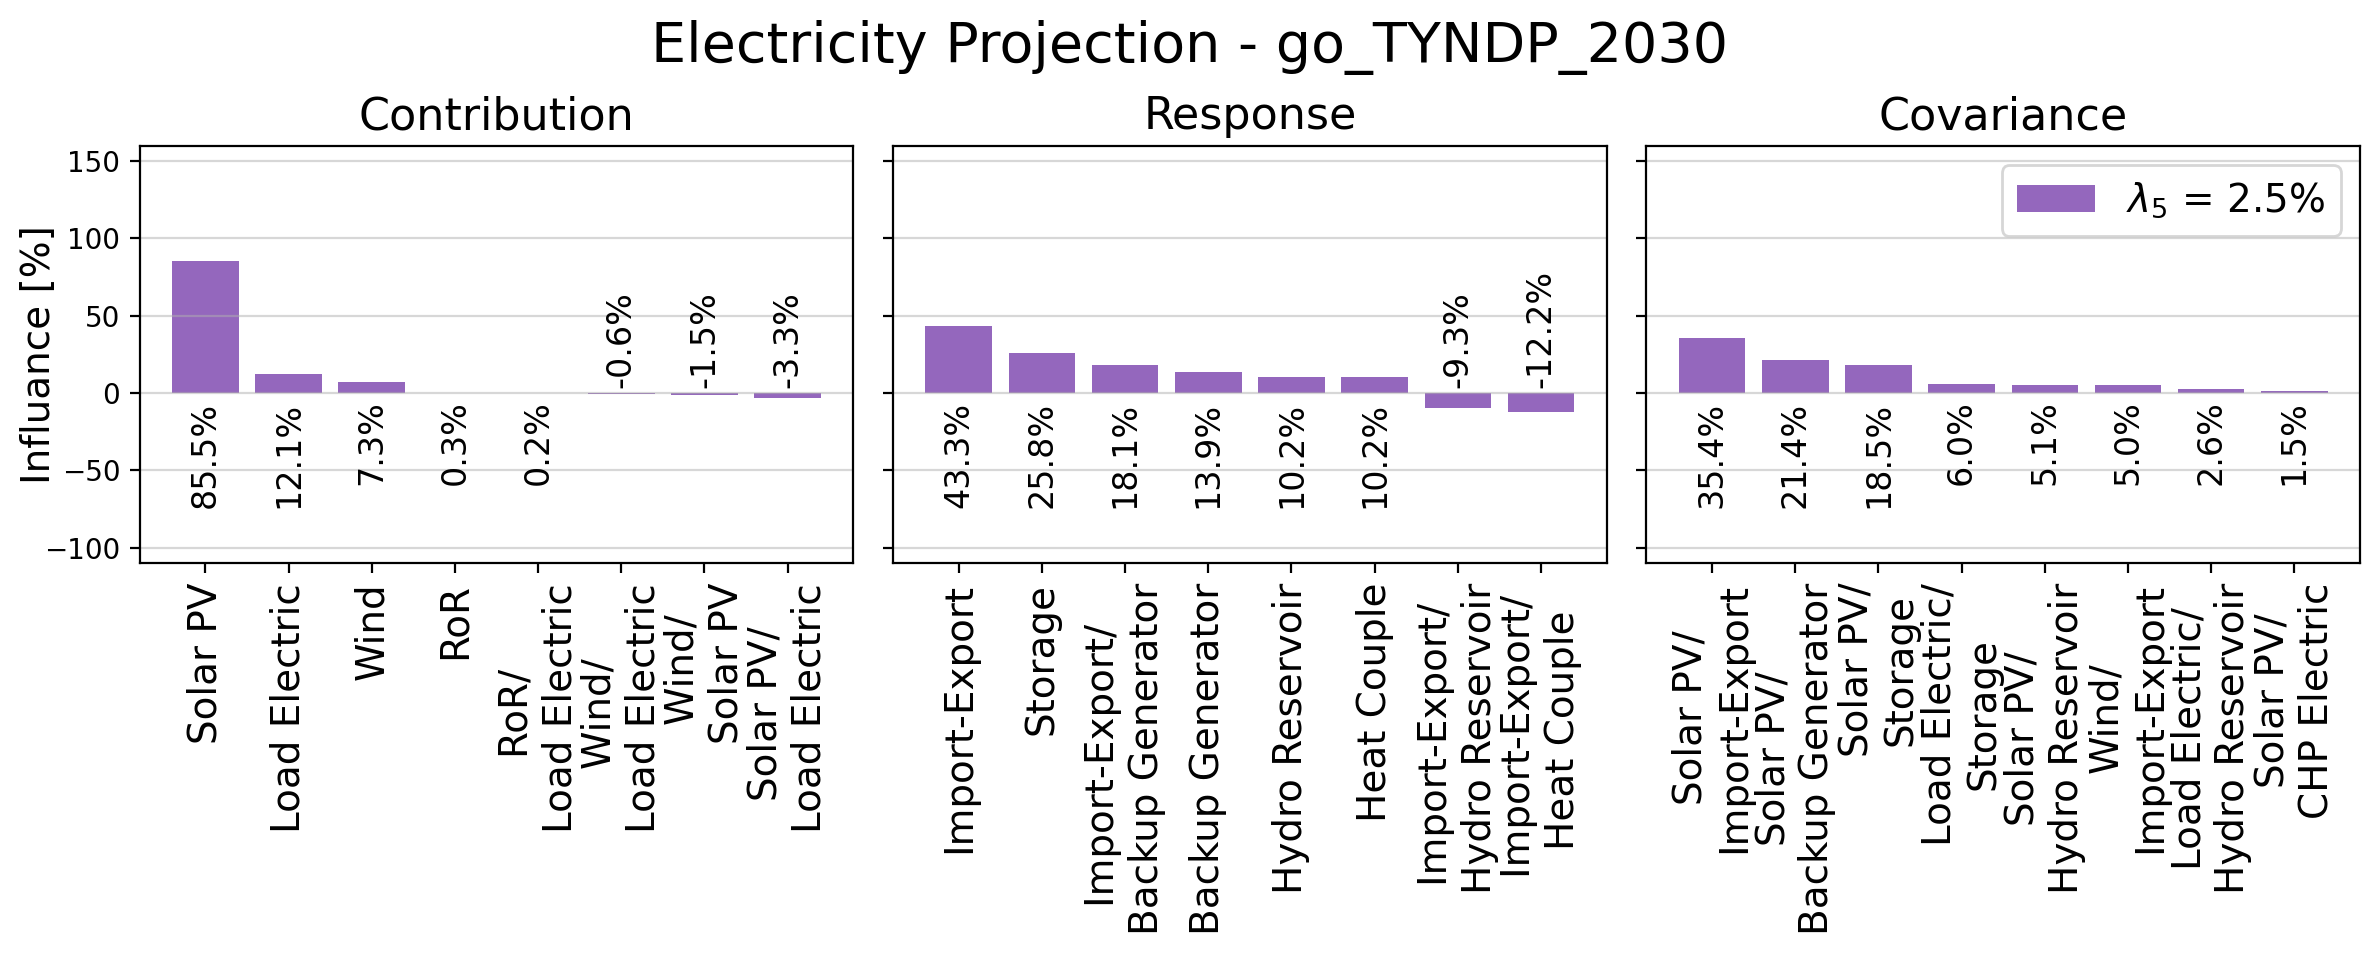 Electricity Projection - go_TYNDP_2030
Contribution
Response
Covariance
Influance [%]
150
100
50
0
−50
−100
85.5%
12.1%
7.3%
0.3%
0.2%
-0.6%
-1.5%
-3.3%
43.3%
25.8%
18.1%
13.9%
10.2%
10.2%
-9.3%
-12.2%
λ5 = 2.5%
35.4%
21.4%
18.5%
6.0%
5.1%
5.0%
2.6%
1.5%
Solar PV
Load Electric
Wind
RoR
RoR/
Load Electric
Wind/
Load Electric
Wind/
Solar PV
Solar PV/
Load Electric
Import-Export
Storage
Import-Export/
Backup Generator
Backup Generator
Hydro Reservoir
Heat Couple
Import-Export/
Hydro Reservoir
Import-Export/
Heat Couple
Solar PV/
Import-Export
Solar PV/
Backup Generator
Solar PV/
Storage
Load Electric/
Storage
Solar PV/
Hydro Reservoir
Wind/
Import-Export
Load Electric/
Hydro Reservoir
Solar PV/
CHP Electric